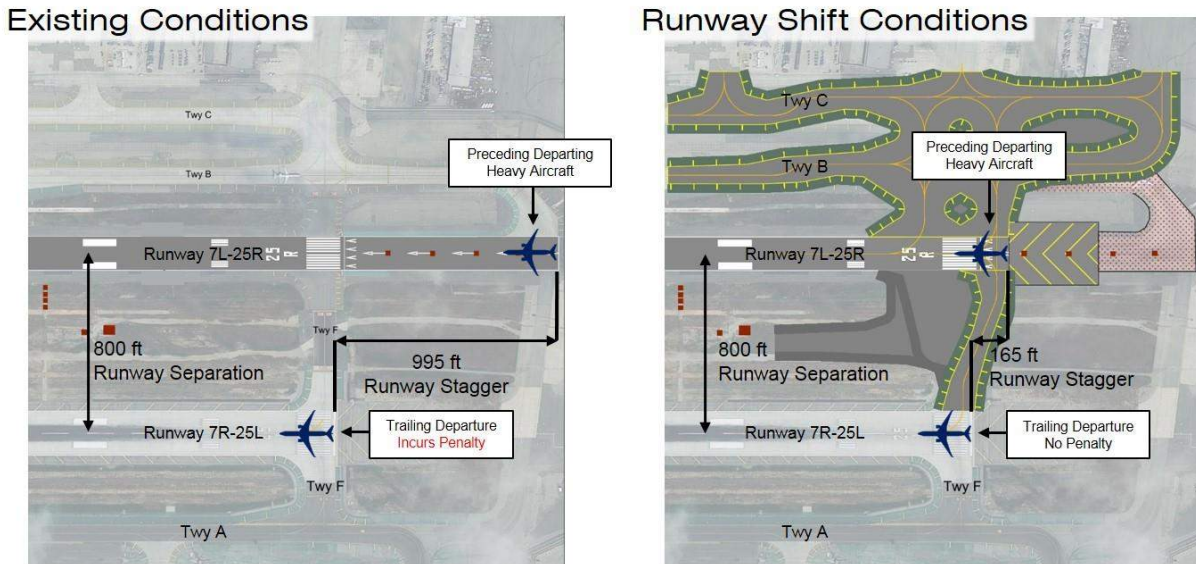 Existing Conditions
Twy C
Twy B
Preceding Departing
Heavy Aircraft
Runway 7L-25R
25
R
Twy F
800 ft
Runway Separation
995 ft
Runway Stagger
Runway 7R-25L
Trailing Departure
Incurs Penalty
Twy F
Twy A
Runway Shift Conditions
Twy C
Twy B
Preceding Departing
Heavy Aircraft
Runway 7L-25R
25
R
800 ft
Runway Separation
165 ft
Runway Stagger
Runway 7R-25L
Trailing Departure
No Penalty
Twy F
Twy A